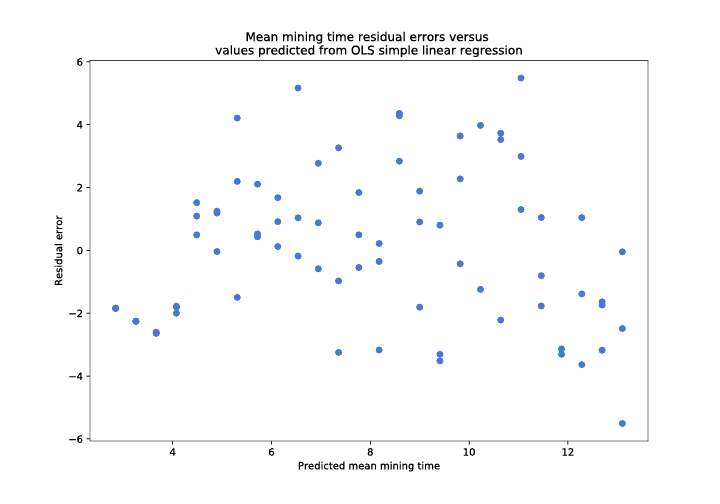 Mean mining time residual errors versus
values predicted from OLS simple linear regression
6
4
2
0
−2
−4
−6
Residual error
4 6 8 10 12
Predicted mean mining time